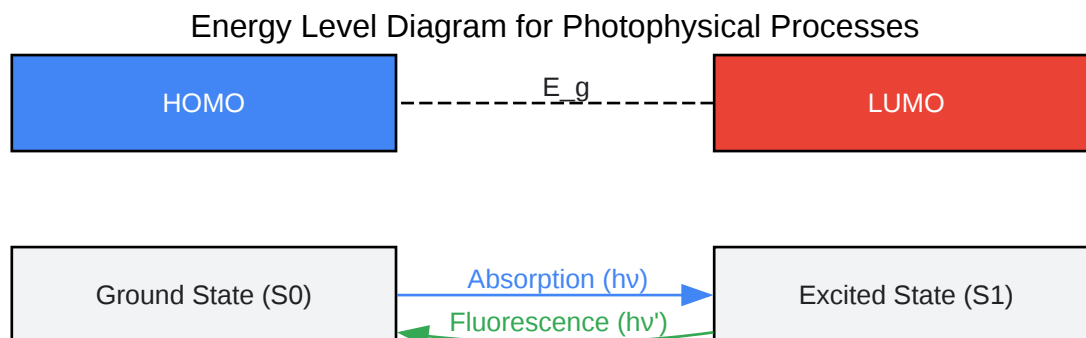 Energy Level Diagram for Photophysical Processes
HOMO
E_g
LUMO
Ground State (S0)
Absorption (hν)
Excited State (S1)
Fluorescence (hν')